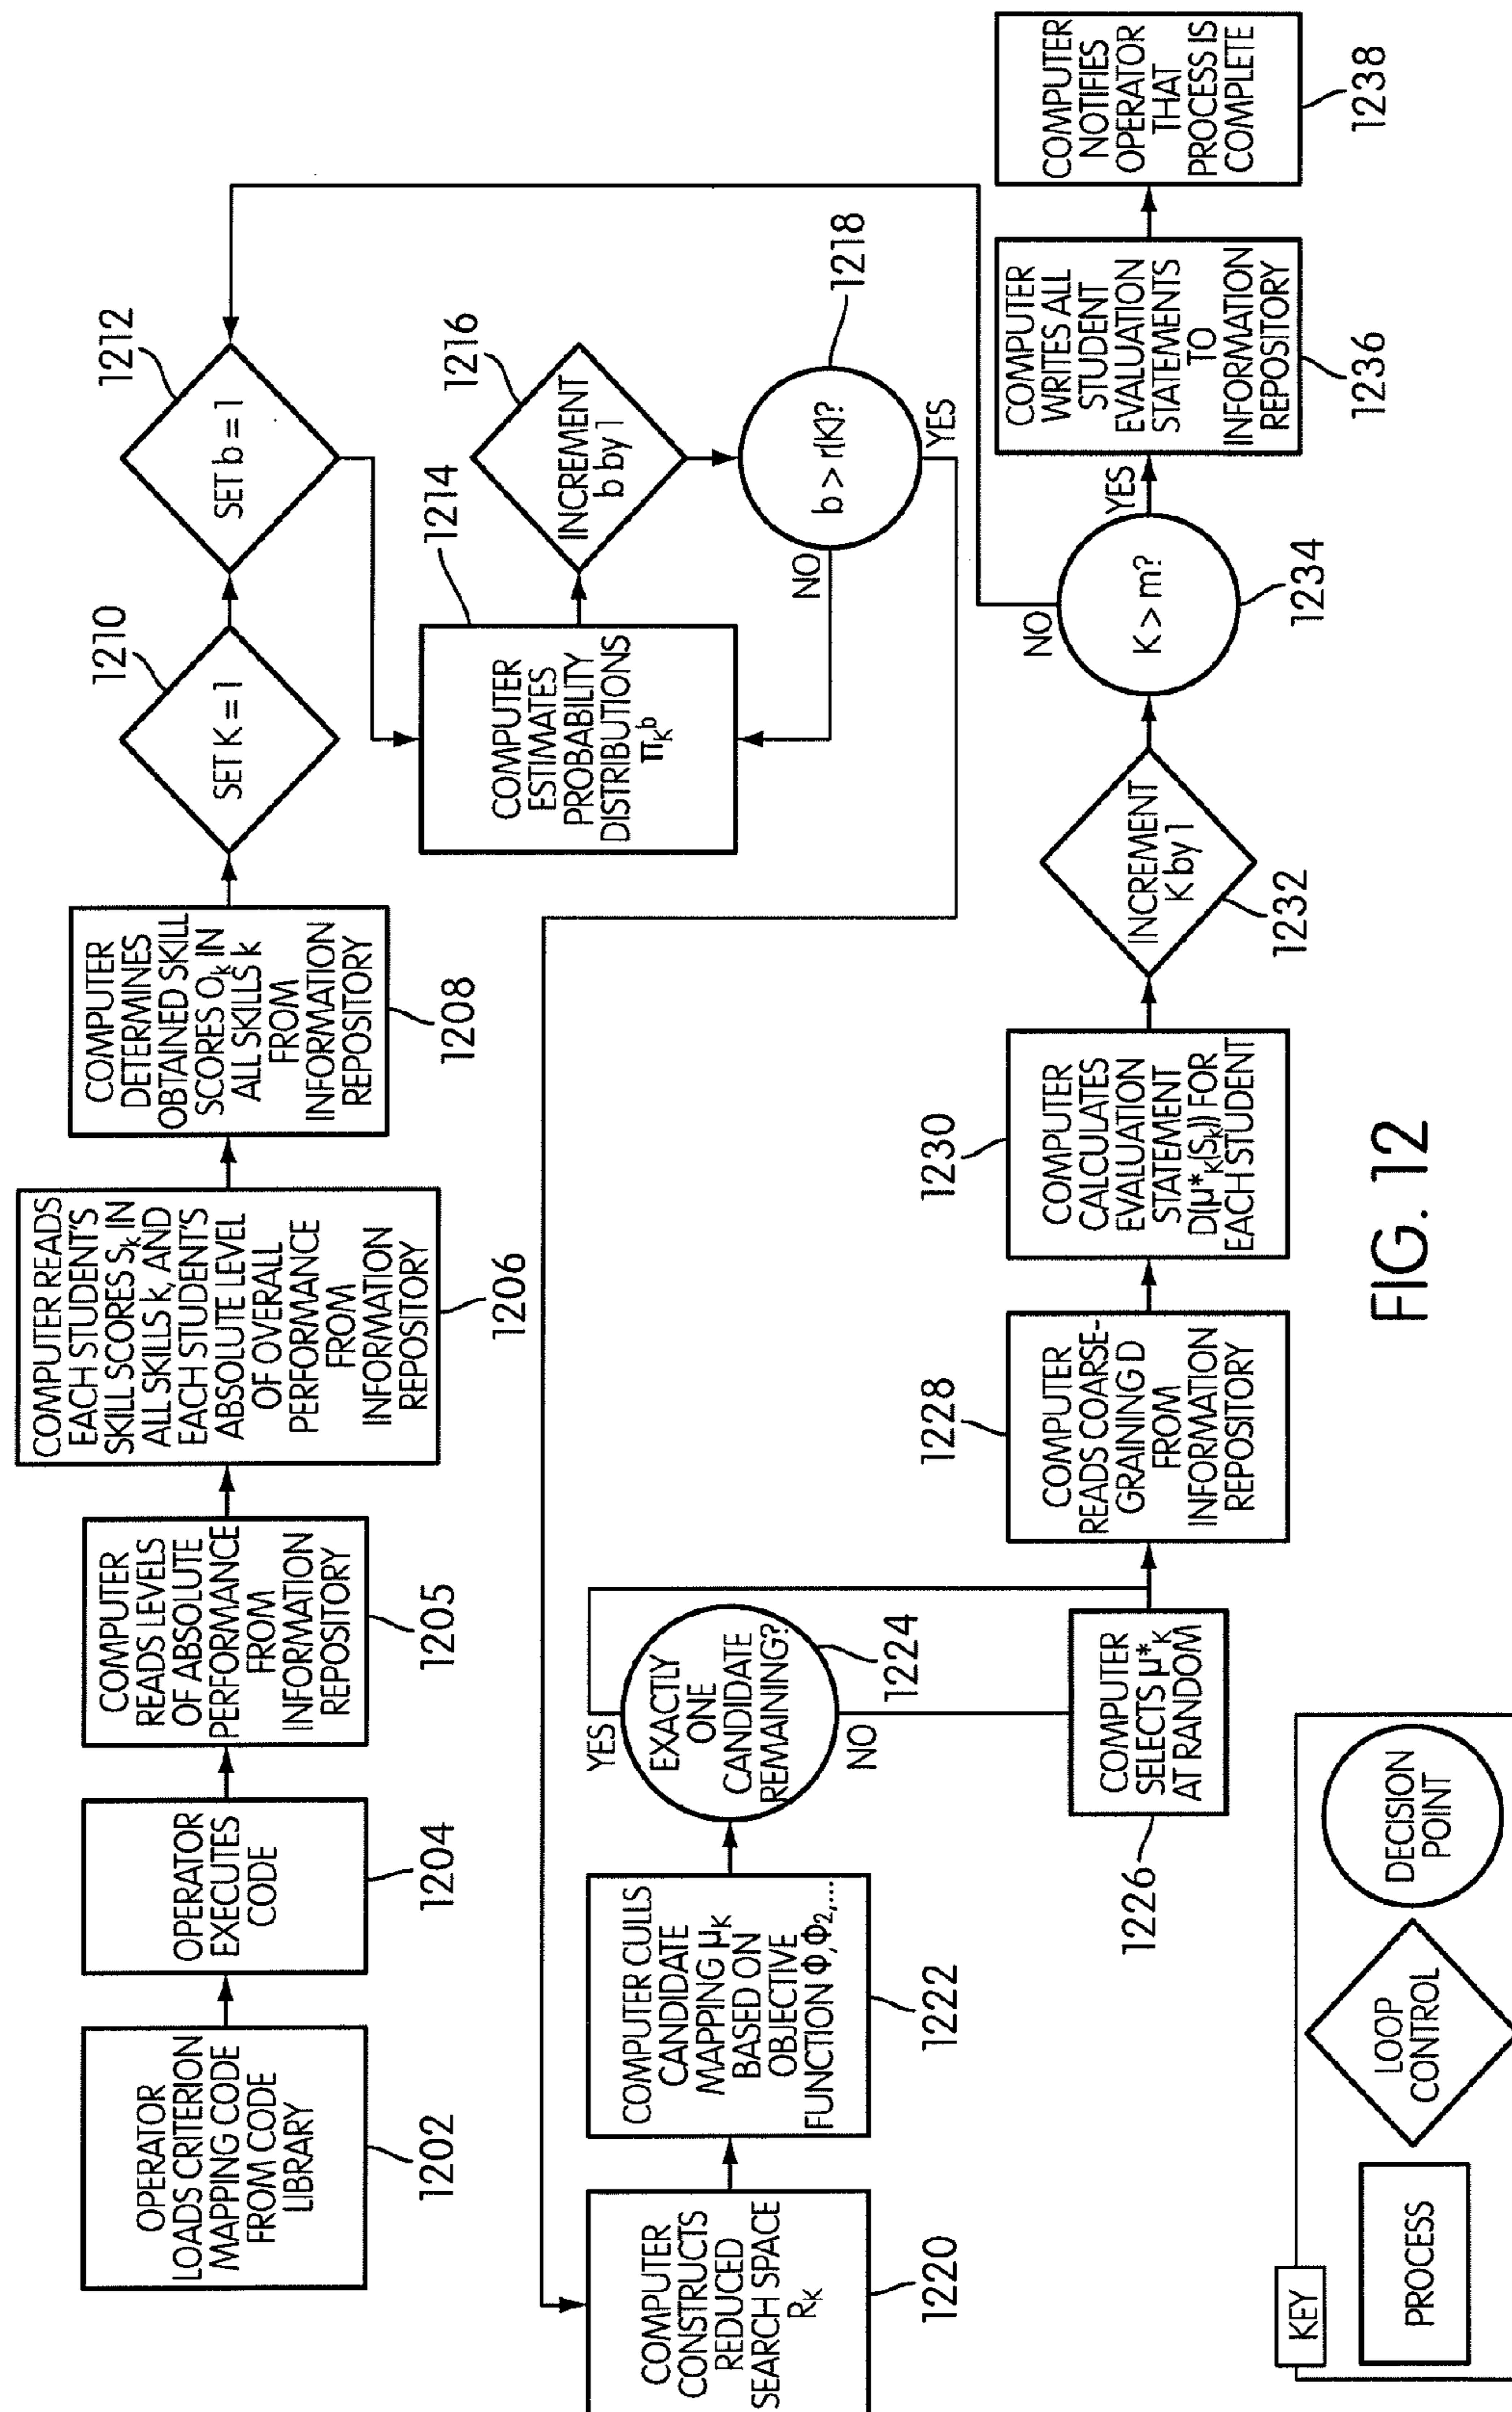 OPERATOR
LOADS CRITERION
MAPPING CODE
FROM CODE
LIBRARY
1202
OPERATOR
EXECUTES
CODE
1204
COMPUTER
READS LEVELS
OF ABSOLUTE
PERFORMANCE
FROM
INFORMATION
REPOSITORY
1205
COMPUTER READS
EACH STUDENT'S
SKILL SCORES Sₖ IN
ALL SKILLS k, AND
EACH STUDENT'S
ABSOLUTE LEVEL
OF OVERALL
PERFORMANCE
FROM
INFORMATION
REPOSITORY
1206
COMPUTER
DETERMINES
OBTAINED SKILL
SCORES Oₖ IN
ALL SKILLS k
FROM
INFORMATION
REPOSITORY
1208
SET K = 1
1210
SET b = 1
1212
COMPUTER
ESTIMATES
PROBABILITY
DISTRIBUTIONS
πₖᵇ
1214
INCREMENT
b by 1
1216
b > r(k)?
1218
NO
YES
COMPUTER
CONSTRUCTS
REDUCED
SEARCH SPACE
Rₖ
1220
COMPUTER CULLS
CANDIDATE
MAPPING μₖ
BASED ON
OBJECTIVE
FUNCTION Φ,Φ₂,...
1222
EXACTLY
ONE
CANDIDATE
REMAINING?
1224
YES
NO
COMPUTER
SELECTS μ*ₖ
AT RANDOM
1226
COMPUTER
READS COARSE-
GRAINING D
FROM
INFORMATION
REPOSITORY
1228
COMPUTER
CALCULATES
EVALUATION
STATEMENT
D(μ*ₖ(Sₖ)) FOR
EACH STUDENT
1230
INCREMENT
K by 1
1232
K > m?
1234
NO
YES
COMPUTER
WRITES ALL
STUDENT
EVALUATION
STATEMENTS
TO
INFORMATION
REPOSITORY
1236
COMPUTER
NOTIFIES
OPERATOR
THAT
PROCESS IS
COMPLETE
1238
KEY
PROCESS
LOOP
CONTROL
DECISION
POINT
FIG. 12